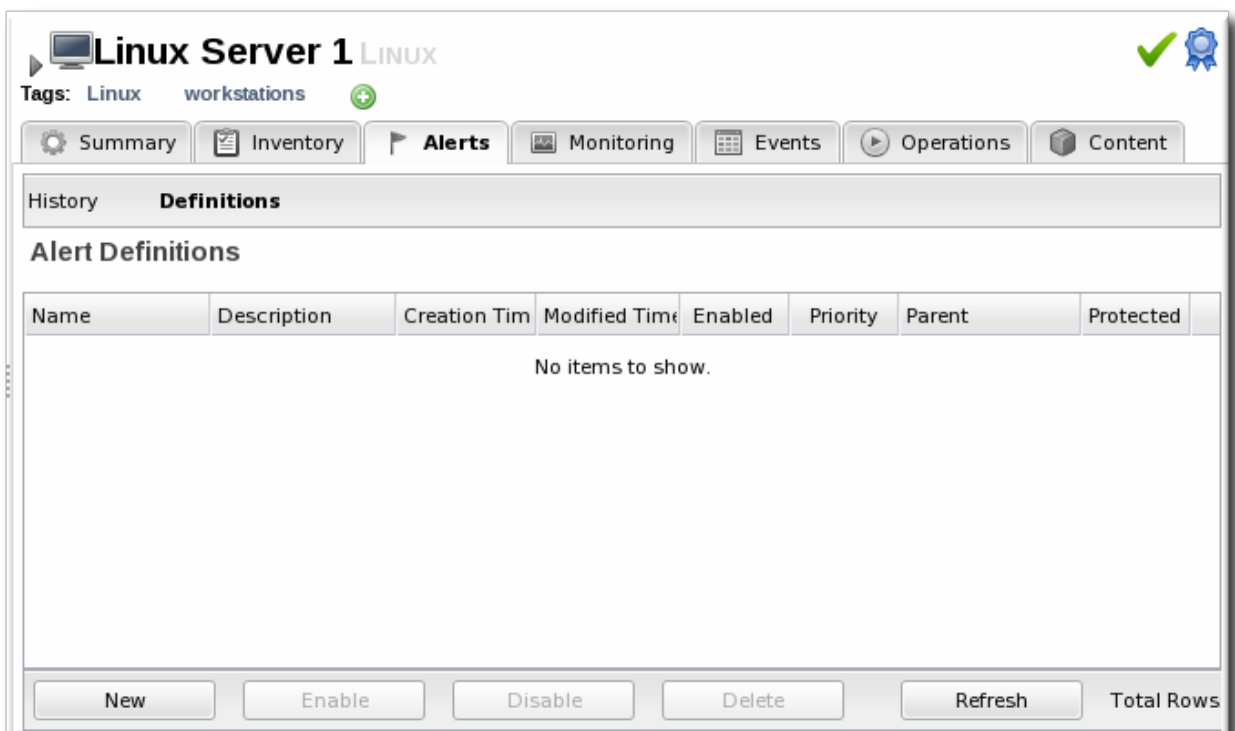 Linux Server 1 LINUX
Tags: Linux workstations
Summary Inventory Alerts Monitoring Events Operations Content
History Definitions
Alert Definitions
Name Description Creation Tim Modified Time Enabled Priority Parent Protected
No items to show.
New Enable Disable Delete Refresh Total Rows